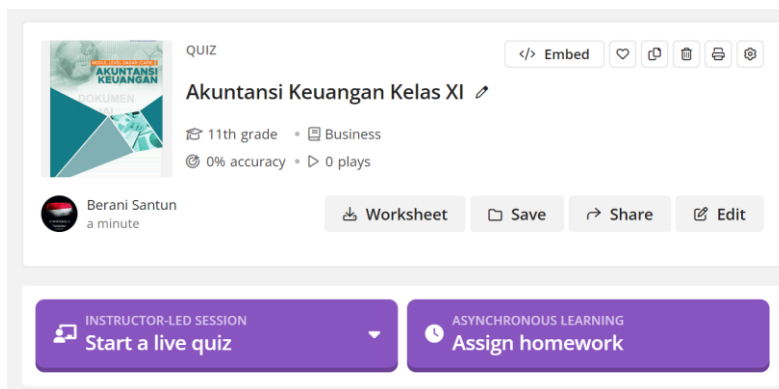 MODUL LEVEL DASAR (CAFB)
AKUNTANSI
KEUANGAN
DOKUMEN
QUIZ
</> Embed
Akuntansi Keuangan Kelas XI
11th grade • Business
0% accuracy • 0 plays
Berani Santun
a minute
Worksheet
Save
Share
Edit
INSTRUCTOR-LED SESSION
Start a live quiz
ASYNCHRONOUS LEARNING
Assign homework